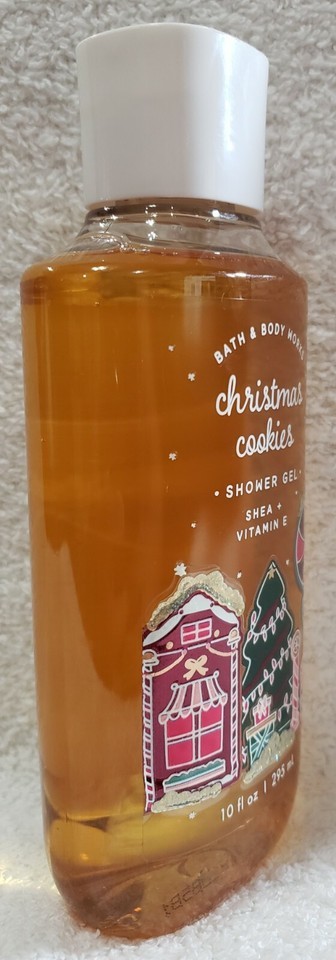 BATH & BODY WORKS
christmas
cookies
• SHOWER GEL •
SHEA +
VITAMIN E
10 fl oz | 295 mL